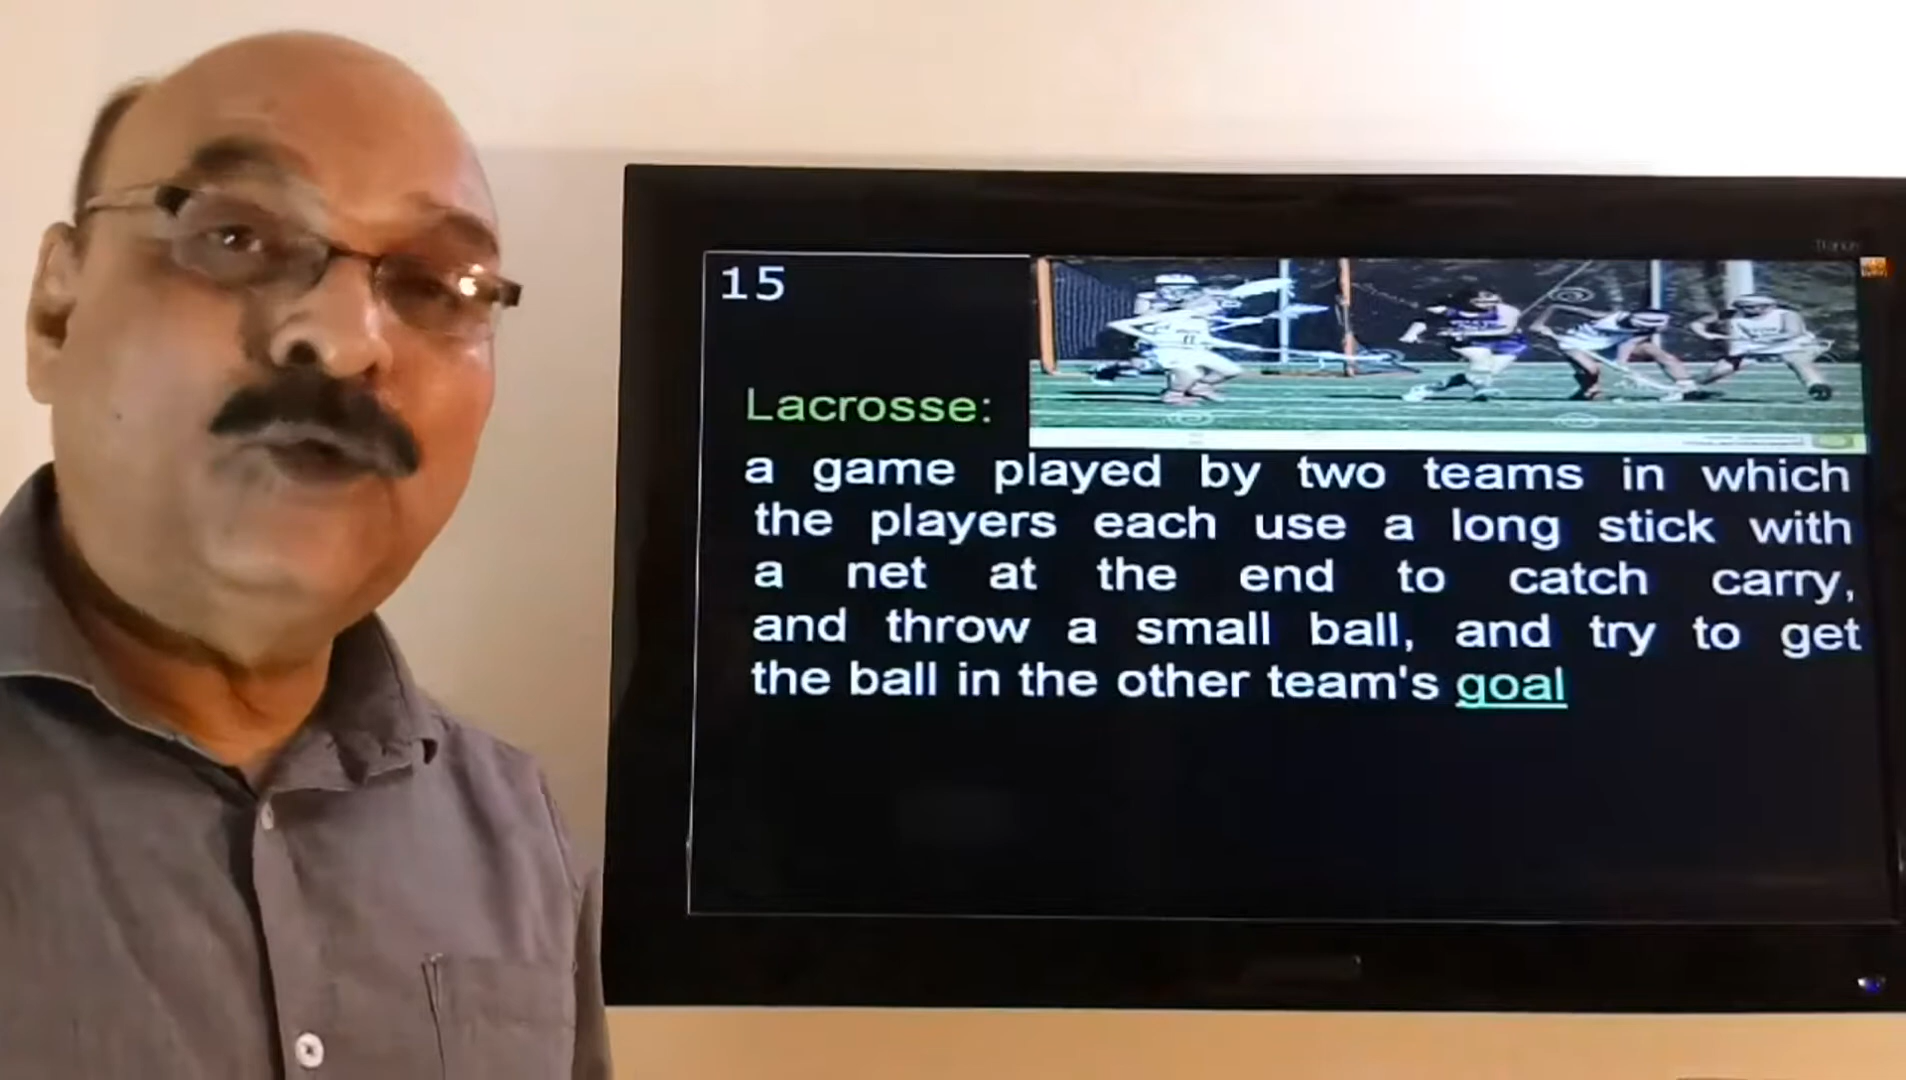 15
Lacrosse:
a game played by two teams in which
the players each use a long stick with
a net at the end to catch carry,
and throw a small ball, and try to get
the ball in the other team's goal